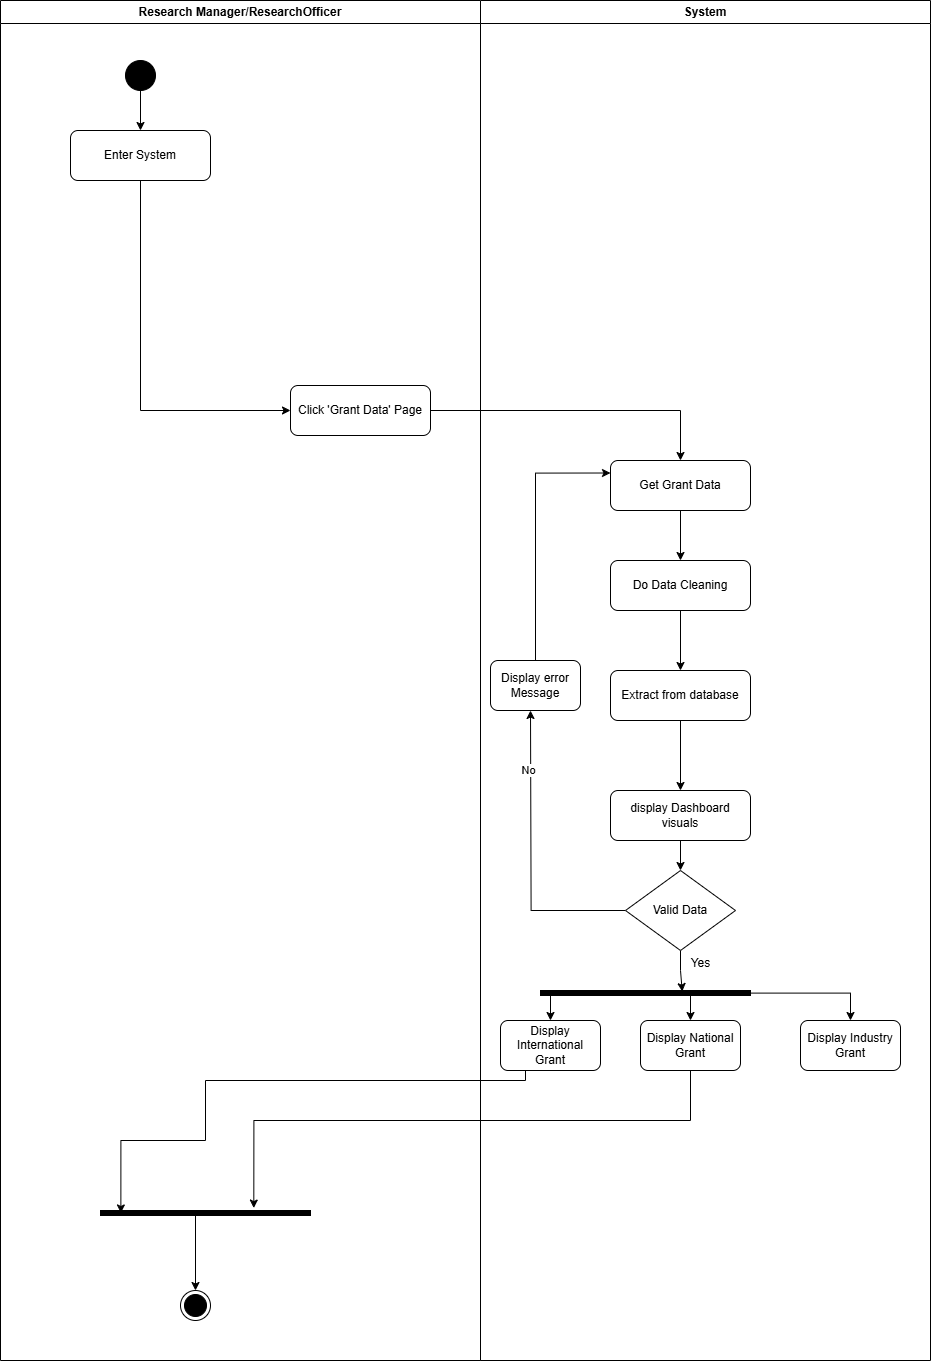 Research Manager/ResearchOfficer
System
Enter System
Click 'Grant Data' Page
Get Grant Data
Do Data Cleaning
Display error
Message
Extract from database
No
display Dashboard
visuals
Valid Data
Yes
Display
International
Grant
Display National
Grant
Display Industry
Grant